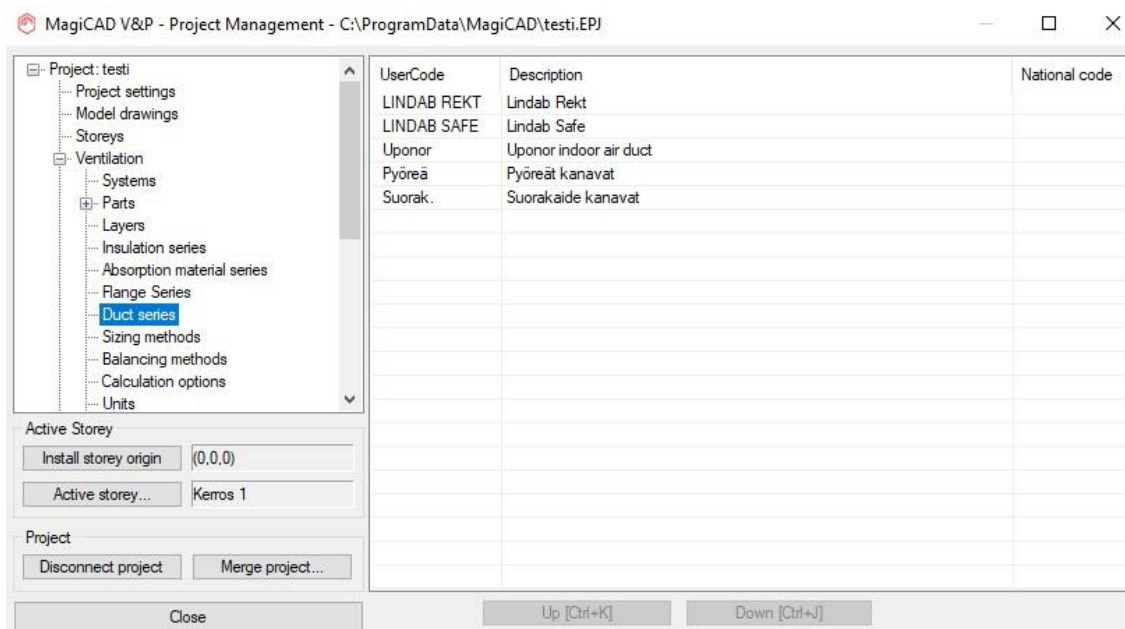 MagiCAD V&P - Project Management - C:\ProgramData\MagiCAD\testi.EPJ
Project: testi
Project settings
Model drawings
Storeys
Ventilation
Systems
Parts
Layers
Insulation series
Absorption material series
Flange Series
Duct series
Sizing methods
Balancing methods
Calculation options
Units
Active Storey
Install storey origin (0,0,0)
Active storey... Kerros 1
Project
Disconnect project Merge project...
Close
UserCode Description National code
LINDAB REKT Lindab Rekt
LINDAB SAFE Lindab Safe
Uponor Uponor indoor air duct
Pyöreä Pyöreät kanavat
Suorak. Suorakaide kanavat
Up [Ctrl+K] Down [Ctrl+J]